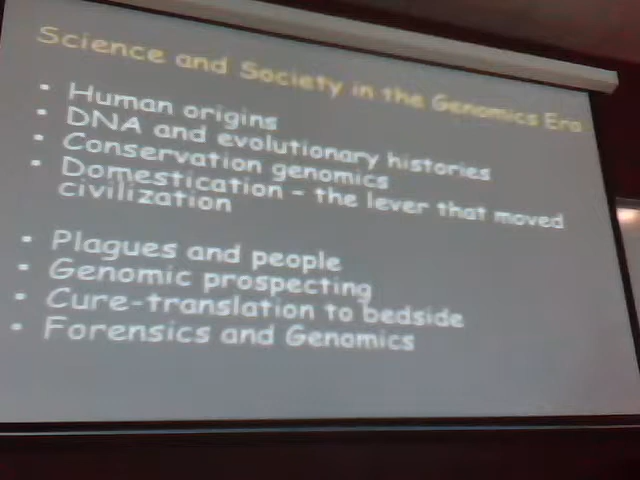 Science and Society in the Genomics Era
• Human origins
• DNA and evolutionary histories
• Conservation genomics
• Domestication – the lever that moved
civilization
• Plagues and people
• Genomic prospecting
• Cure-translation to bedside
• Forensics and Genomics